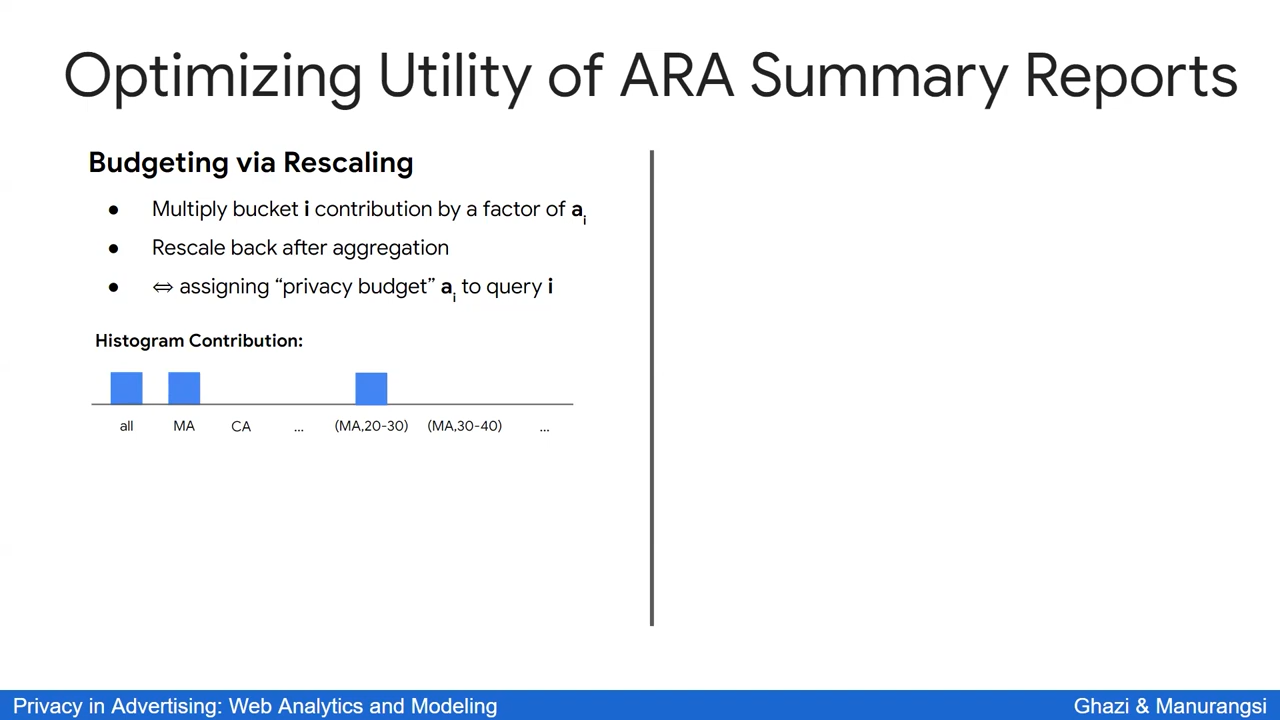 Optimizing Utility of ARA Summary Reports
Budgeting via Rescaling
● Multiply bucket i contribution by a factor of aᵢ
● Rescale back after aggregation
● ⇔ assigning “privacy budget” aᵢ to query i
Histogram Contribution:
all MA CA ... (MA,20-30) (MA,30-40) ...
Privacy in Advertising: Web Analytics and Modeling
Ghazi & Manurangsi